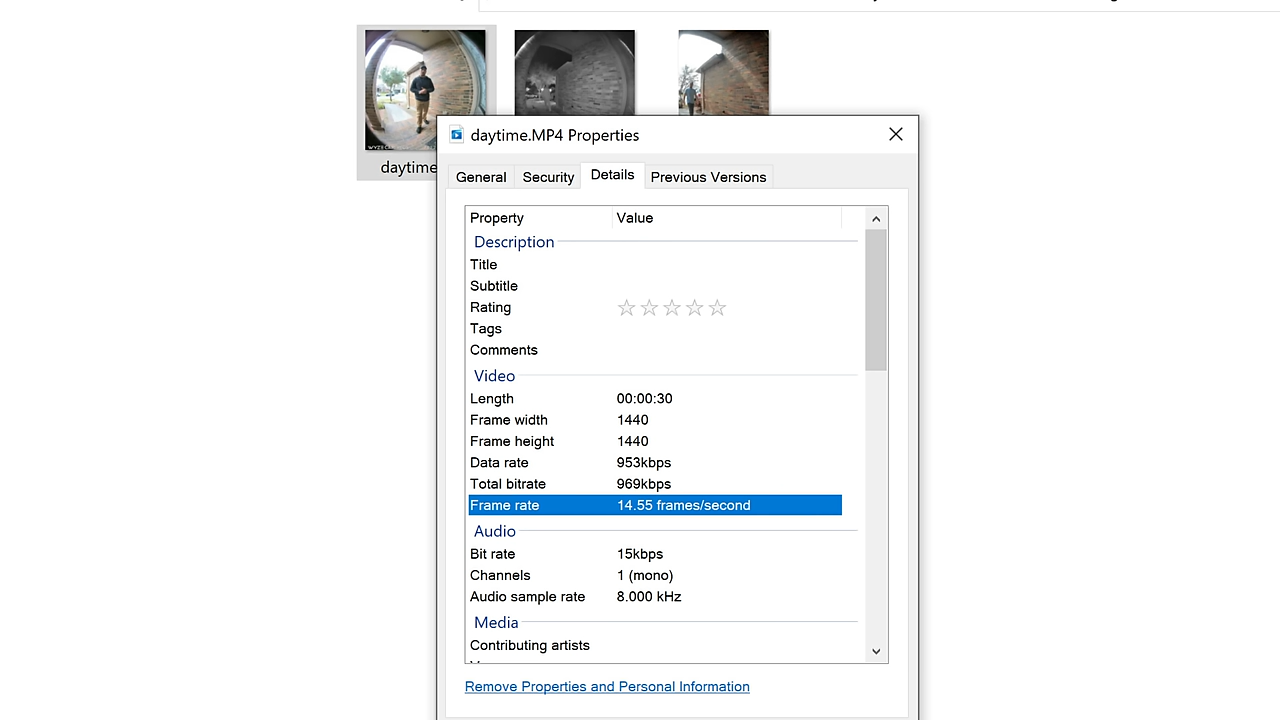 daytime
daytime.MP4 Properties
General Security Details Previous Versions
Property Value
Description
Title
Subtitle
Rating
Tags
Comments
Video
Length 00:00:30
Frame width 1440
Frame height 1440
Data rate 953kbps
Total bitrate 969kbps
Frame rate 14.55 frames/second
Audio
Bit rate 15kbps
Channels 1 (mono)
Audio sample rate 8.000 kHz
Media
Contributing artists
Remove Properties and Personal Information